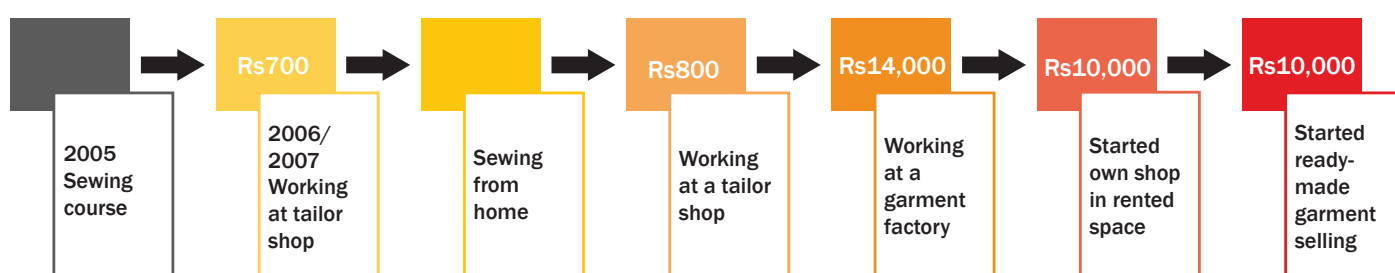 2005
Sewing
course
Rs700
2006/
2007
Working
at tailor
shop
Sewing
from
home
Rs800
Working
at a tailor
shop
Rs14,000
Working
at a
garment
factory
Rs10,000
Started
own shop
in rented
space
Rs10,000
Started
ready-
made
garment
selling